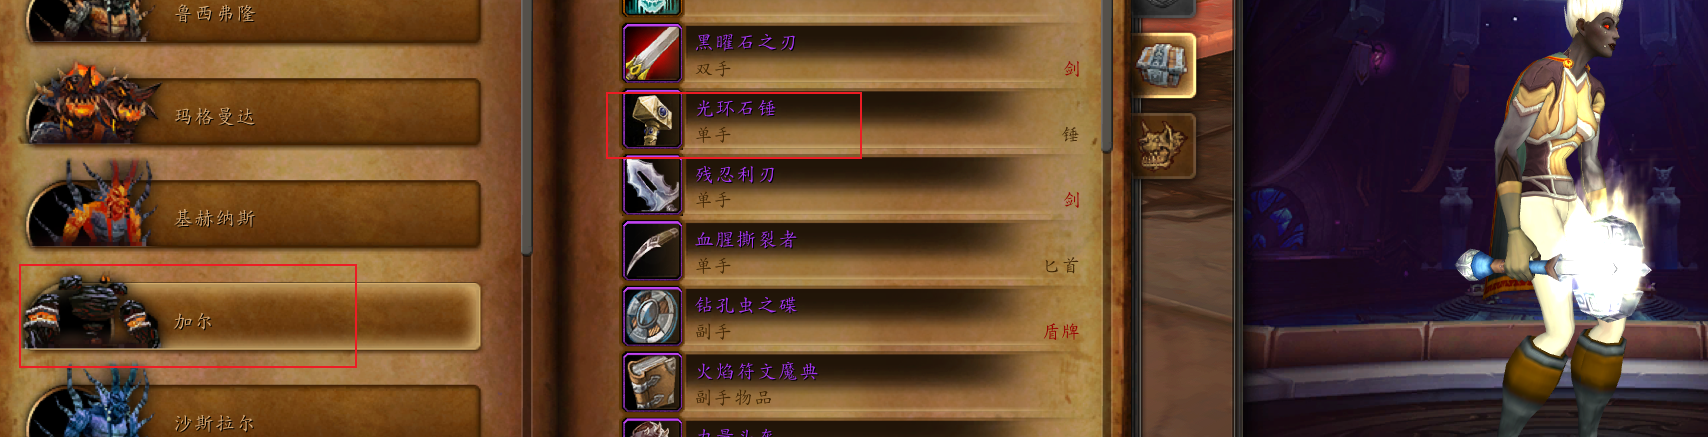 鲁西弗隆
玛格曼达
基赫纳斯
加尔
沙斯拉尔
黑曜石之刃
双手 剑
光环石锤
单手 锤
残忍利刃
单手 剑
血腥撕裂者
单手 匕首
钻孔虫之碟
副手 盾牌
火焰符文魔典
副手物品